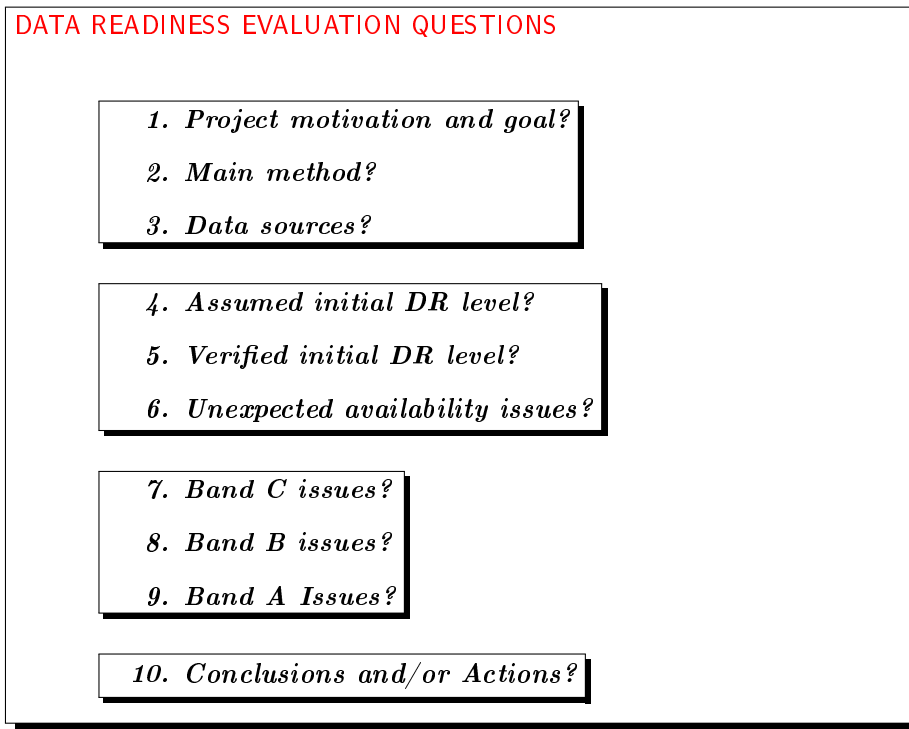 DATA READINESS EVALUATION QUESTIONS
1. Project motivation and goal?
2. Main method?
3. Data sources?
4. Assumed initial DR level?
5. Verified initial DR level?
6. Unexpected availability issues?
7. Band C issues?
8. Band B issues?
9. Band A Issues?
10. Conclusions and/or Actions?